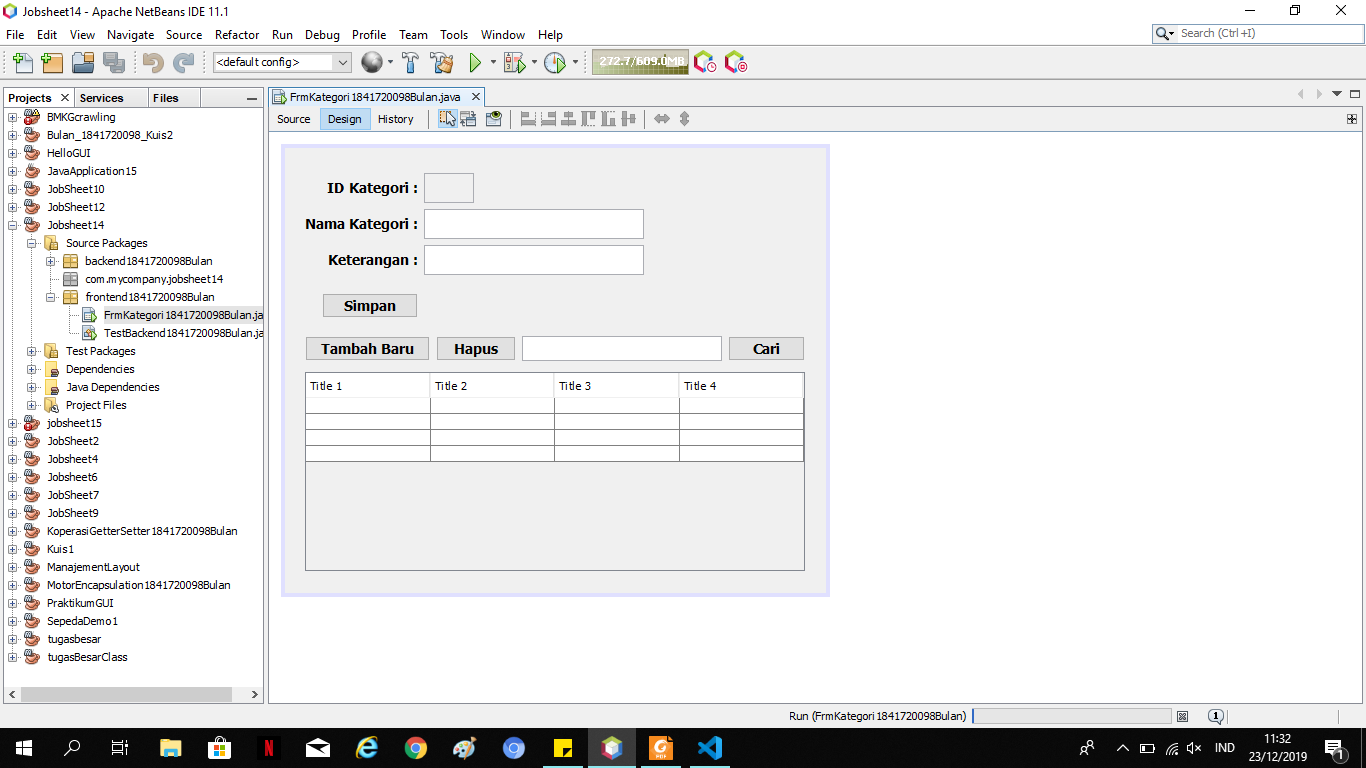 Jobsheet14 - Apache NetBeans IDE 11.1
File Edit View Navigate Source Refactor Run Debug Profile Team Tools Window Help
Search (Ctrl+I)
<default config>
272.7/609.0MB
Projects Services Files
FrmKategori1841720098Bulan.java
Source Design History
BMKGcrawling
Bulan_1841720098_Kuis2
HelloGUI
JavaApplication15
JobSheet10
JobSheet12
Jobsheet14
Source Packages
backend1841720098Bulan
com.mycompany.jobsheet14
frontend1841720098Bulan
FrmKategori1841720098Bulan.ja
TestBackend1841720098Bulan.ja
Test Packages
Dependencies
Java Dependencies
Project Files
jobsheet15
JobSheet2
Jobsheet4
Jobsheet6
JobSheet7
JobSheet9
KoperasiGetterSetter1841720098Bulan
Kuis1
ManajementLayout
MotorEncapsulation1841720098Bulan
PraktikumGUI
SepedaDemo1
tugasbesar
tugasBesarClass
ID Kategori :
Nama Kategori :
Keterangan :
Simpan
Tambah Baru Hapus Cari
Title 1 Title 2 Title 3 Title 4
Run (FrmKategori1841720098Bulan)
1
IND
11:32
23/12/2019
1